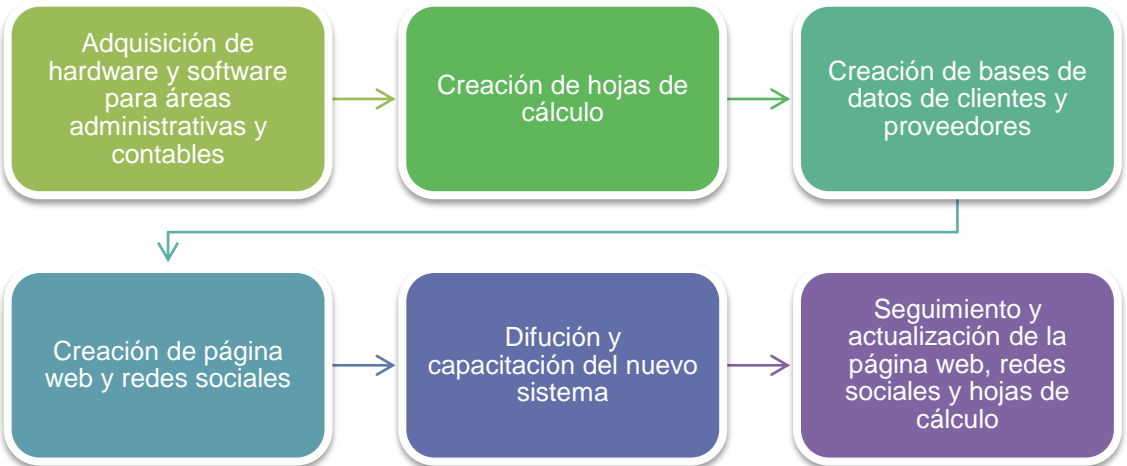 Adquisición de
hardware y software
para áreas
administrativas y
contables
Creación de hojas de
cálculo
Creación de bases de
datos de clientes y
proveedores
Creación de página
web y redes sociales
Difución y
capacitación del nuevo
sistema
Seguimiento y
actualización de la
página web, redes
sociales y hojas de
cálculo